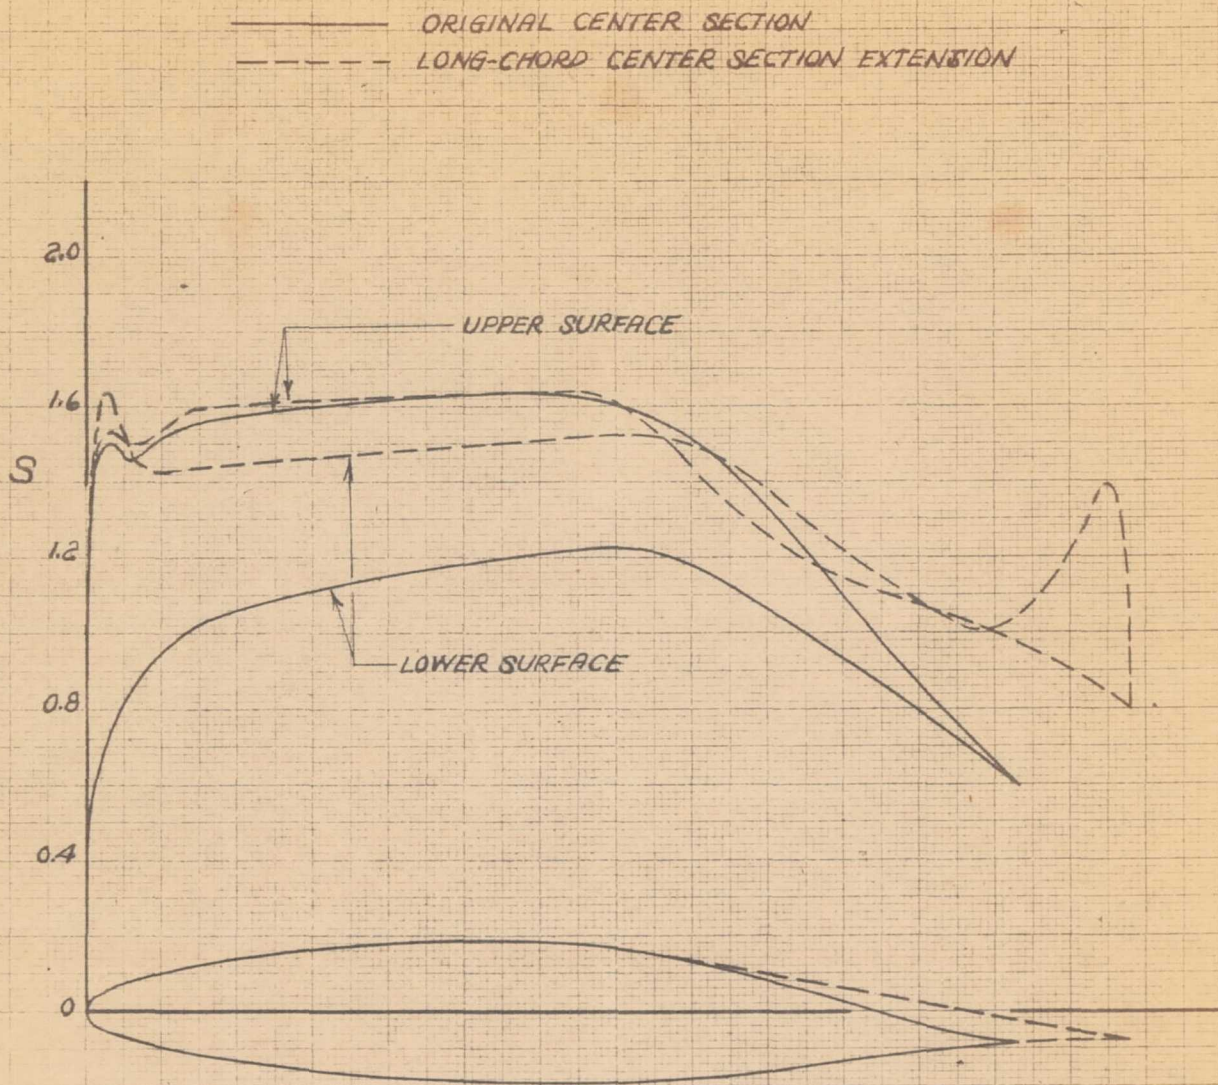 ORIGINAL CENTER SECTION
LONG-CHORD CENTER SECTION EXTENSION
2.0
UPPER SURFACE
1.6
S
1.2
LOWER SURFACE
0.8
0.4
0